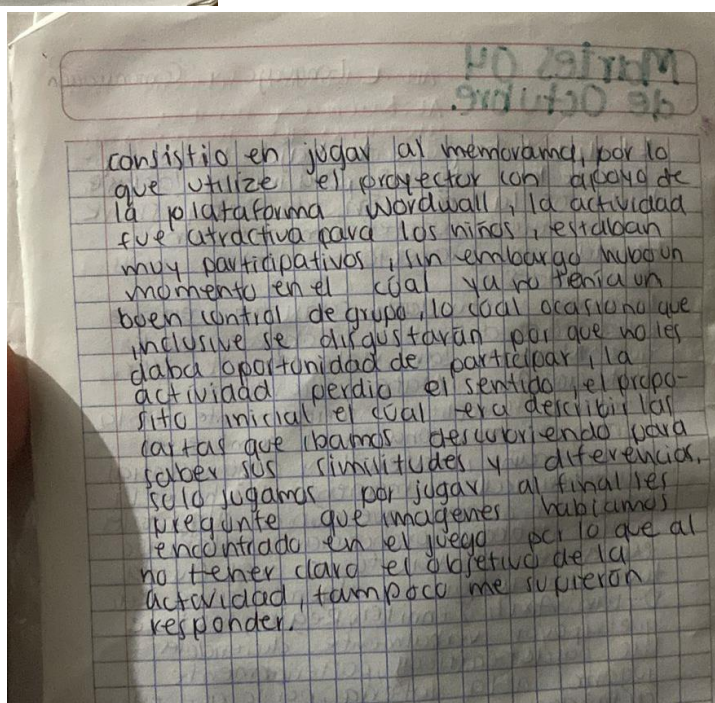 Martes 04
de Octubre.
consistio en jugar al memorama, por lo
que utilize el proyector con apoyo de
la plataforma Wordwall, la actividad
fue atractiva para los niños, estaban
muy participativos, sin embargo hubo un
momento en el cúal ya no tenía un
buen control de grupo, lo cúal ocasiono que
inclusive se disgustaran por que no les
daba oportunidad de participar, la
actividad perdio el sentido, el propo-
sito inicial el cúal era describir las
cartas que ibamos descubriendo para
saber sus similitudes y diferencias,
solo jugamos por jugar al final les
pregunte que imagenes habiamos
encontrado en el juego por lo que al
no tener claro el objetivo de la
actividad, tampoco me supieron
responder.